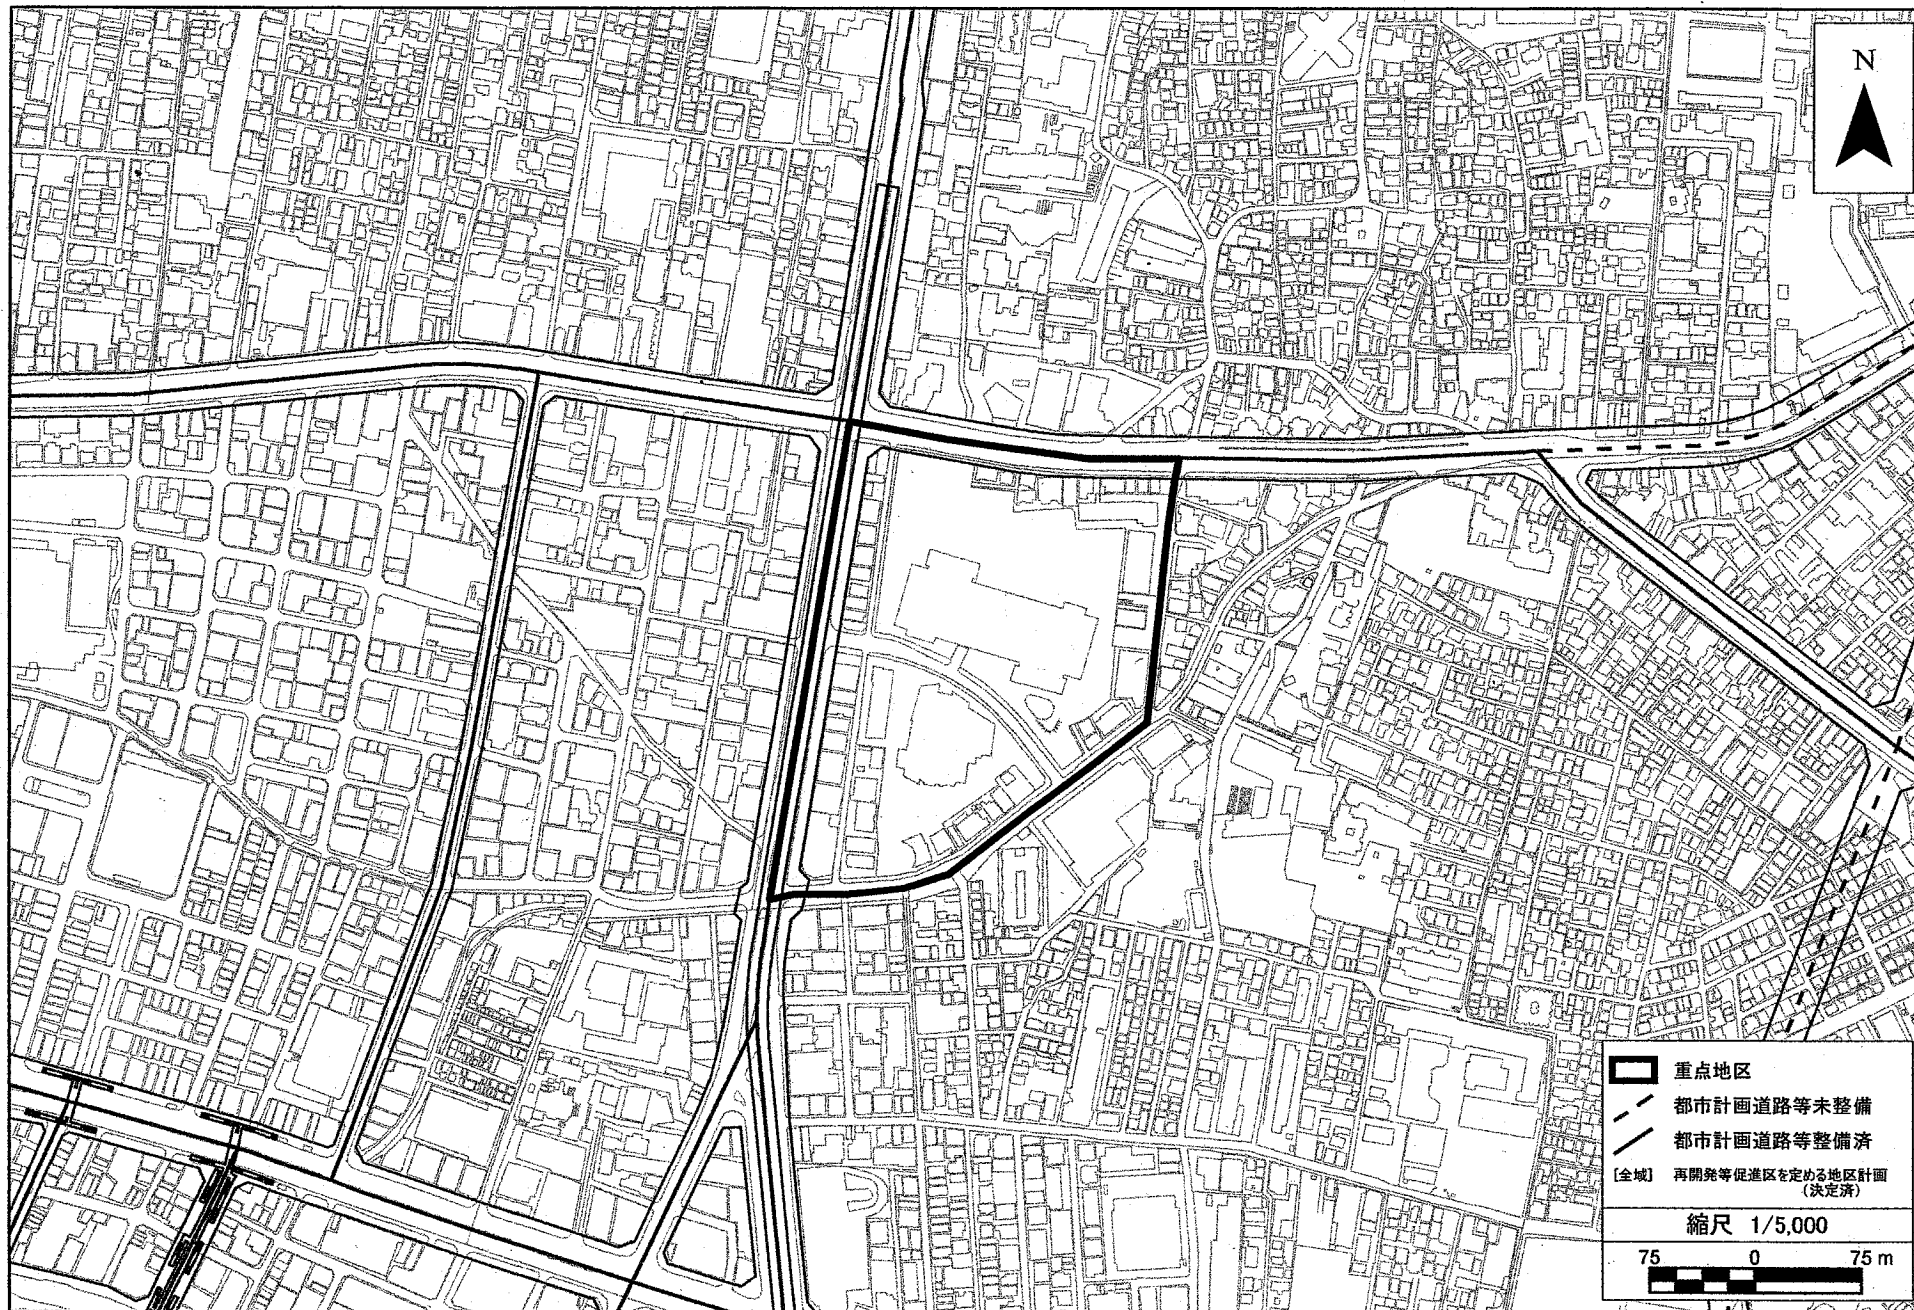 N
重点地区
都市計画道路等未整備
都市計画道路等整備済
[全域] 再開発等促進区を定める地区計画
(決定済)
縮尺 1/5,000
75 0 75 m